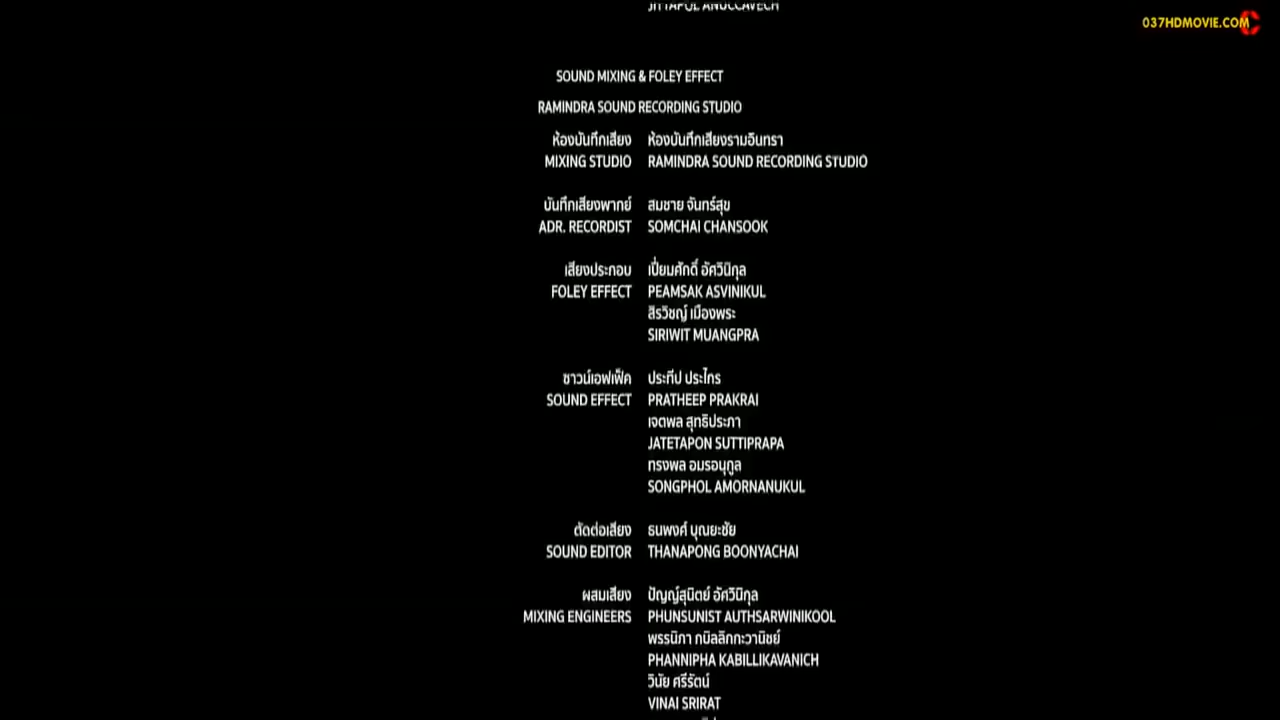 JITTAPOL ANUCCAVECH
037HDMOVIE.COM
SOUND MIXING & FOLEY EFFECT
RAMINDRA SOUND RECORDING STUDIO
ห้องบันทึกเสียง ห้องบันทึกเสียงรามอินทรา
MIXING STUDIO RAMINDRA SOUND RECORDING STUDIO
บันทึกเสียงพากย์ สมชาย จันทร์สุข
ADR. RECORDIST SOMCHAI CHANSOOK
เสียงประกอบ เปี่ยมศักดิ์ อัศวินิกุล
FOLEY EFFECT PEAMSAK ASVINIKUL
สิรวิชญ์ เมืองพระ
SIRIWIT MUANGPRA
ซาวน์เอฟเฟ็ค ประทีป ประไกร
SOUND EFFECT PRATHEEP PRAKRAI
เจตพล สุทธิประภา
JATETAPON SUTTIPRAPA
ทรงพล อมรอนุกูล
SONGPHOL AMORNANUKUL
ตัดต่อเสียง ธนพงศ์ บุณยะชัย
SOUND EDITOR THANAPONG BOONYACHAI
ผสมเสียง ปัญญ์สุนิตย์ อัศวินิกุล
MIXING ENGINEERS PHUNSUNIST AUTHSARWINIKOOL
พรรนิภา กบิลลิกกะวานิชย์
PHANNIPHA KABILLIKAVANICH
วินัย ศรีรัตน์
VINAI SRIRAT